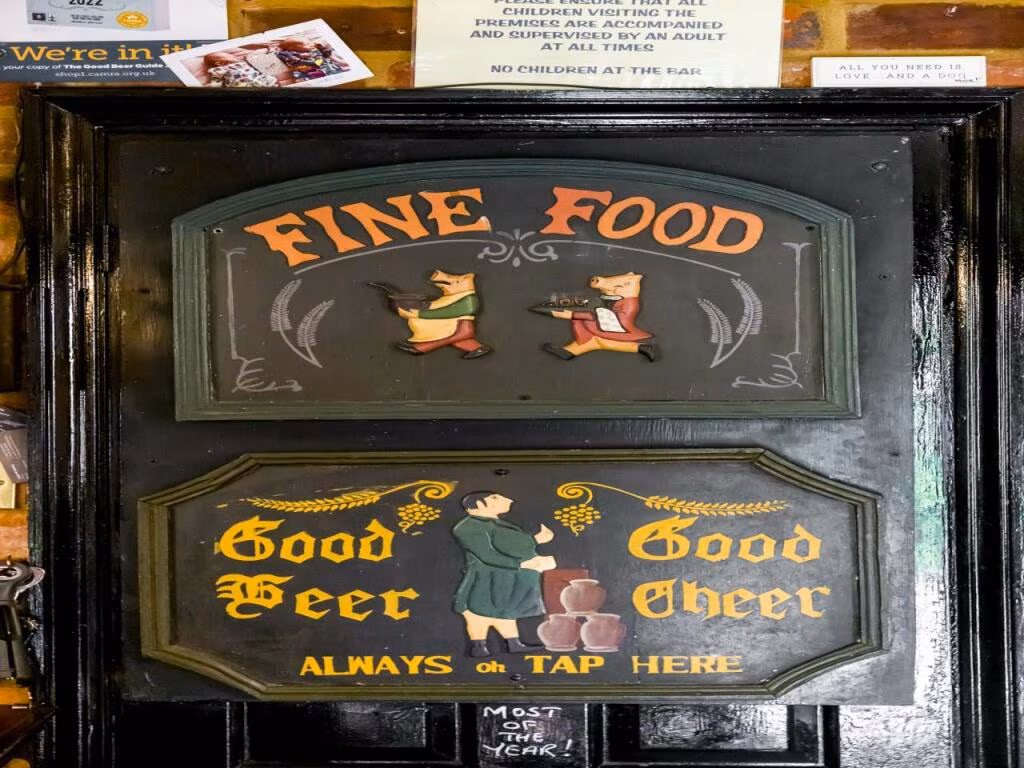 2022
We're in it!
your copy of The Good Beer Guide
shop1.camra.org.uk
PLEASE ENSURE THAT ALL
CHILDREN VISITING THE
PREMISES ARE ACCOMPANIED
AND SUPERVISED BY AN ADULT
AT ALL TIMES
NO CHILDREN AT THE BAR
ALL YOU NEED IS
LOVE...AND A DOG
FINE FOOD
Good Good
Beer Cheer
ALWAYS on TAP HERE
MOST
OF
THE
YEAR!